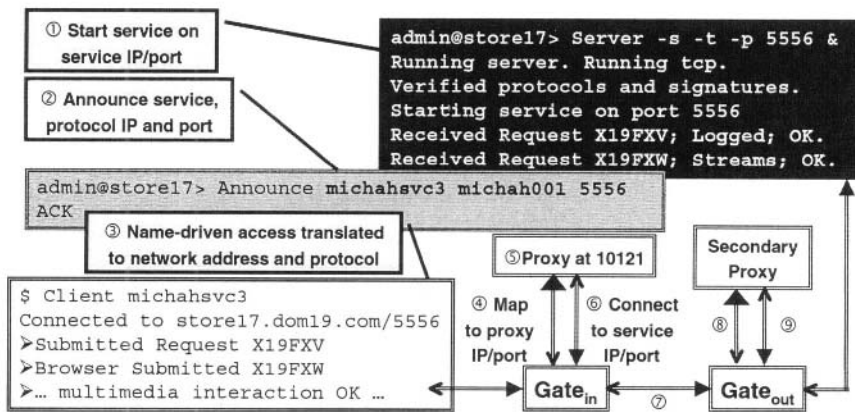 ① Start service on
service IP/port
admin@store17> Server -s -t -p 5556 &
Running server. Running tcp.
Verified protocols and signatures.
Starting service on port 5556
Received Request X19FXV; Logged; OK.
Received Request X19FXW; Streams; OK.
② Announce service,
protocol IP and port
admin@store17> Announce michahsvc3 michah001 5556
ACK
③ Name-driven access translated
to network address and protocol
$ Client michahsvc3
Connected to store17.dom19.com/5556
➢Submitted Request X19FXV
➢Browser Submitted X19FXW
➢… multimedia interaction OK …
⑤Proxy at 10121
Secondary
Proxy
④ Map
to proxy
IP/port
⑥ Connect
to service
IP/port
⑧
⑨
Gatein
⑦
Gateout